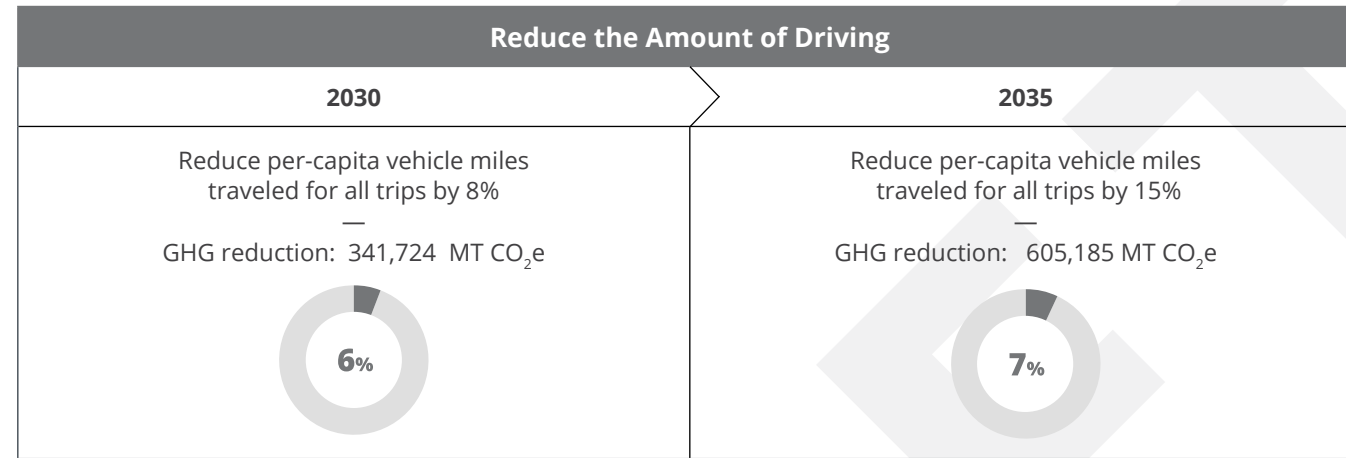 Reduce the Amount of Driving
2030
2035
Reduce per-capita vehicle miles
traveled for all trips by 8%
—
GHG reduction: 341,724 MT CO₂e
6%
Reduce per-capita vehicle miles
traveled for all trips by 15%
—
GHG reduction: 605,185 MT CO₂e
7%